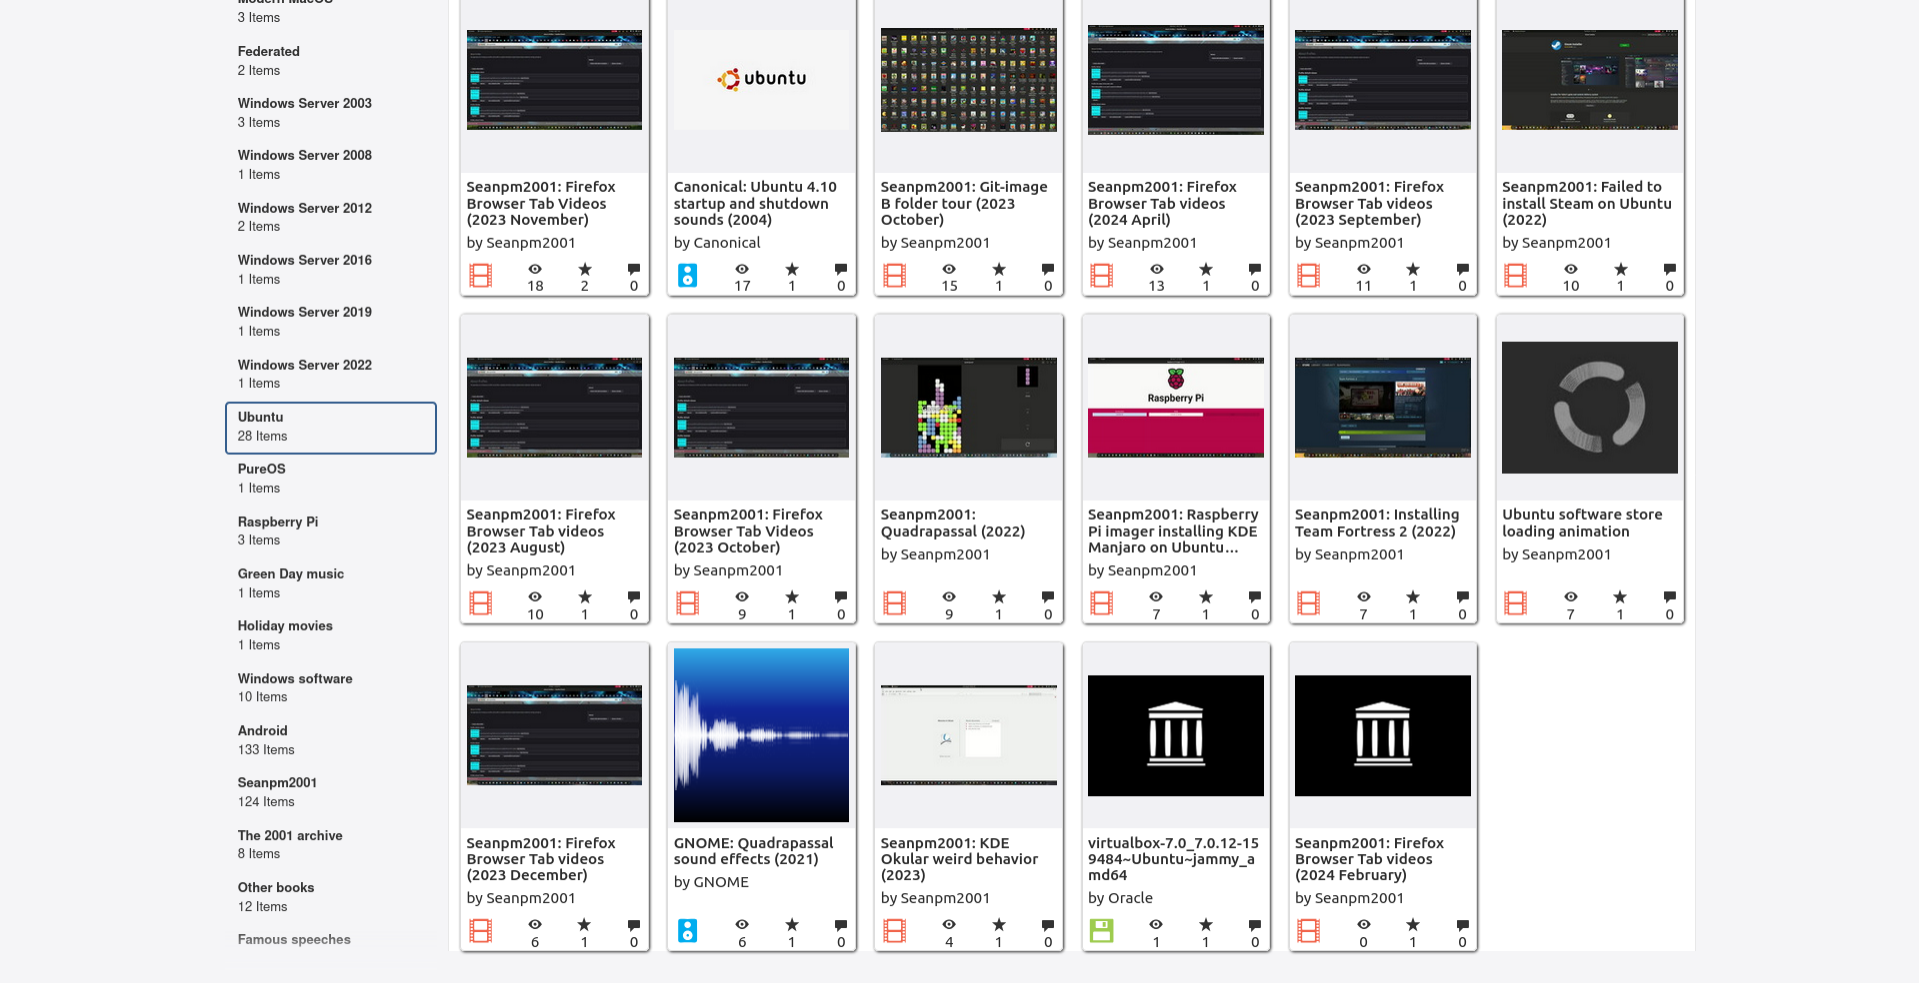 Modern MacOS
3 Items
Federated
2 Items
Windows Server 2003
3 Items
Windows Server 2008
1 Items
Windows Server 2012
2 Items
Windows Server 2016
1 Items
Windows Server 2019
1 Items
Windows Server 2022
1 Items
Ubuntu
28 Items
PureOS
1 Items
Raspberry Pi
3 Items
Green Day music
1 Items
Holiday movies
1 Items
Windows software
10 Items
Android
133 Items
Seanpm2001
124 Items
The 2001 archive
8 Items
Other books
12 Items
Famous speeches
Seanpm2001: Firefox
Browser Tab Videos
(2023 November)
by Seanpm2001
18 2 0
ubuntu
Canonical: Ubuntu 4.10
startup and shutdown
sounds (2004)
by Canonical
17 1 0
Seanpm2001: Git-image
B folder tour (2023
October)
by Seanpm2001
15 1 0
Seanpm2001: Firefox
Browser Tab videos
(2024 April)
by Seanpm2001
13 1 0
Seanpm2001: Firefox
Browser Tab videos
(2023 September)
by Seanpm2001
11 1 0
Seanpm2001: Failed to
install Steam on Ubuntu
(2022)
by Seanpm2001
10 1 0
Seanpm2001: Firefox
Browser Tab videos
(2023 August)
by Seanpm2001
10 1 0
Seanpm2001: Firefox
Browser Tab Videos
(2023 October)
by Seanpm2001
9 1 0
Seanpm2001:
Quadrapassal (2022)
by Seanpm2001
9 1 0
Raspberry Pi
Seanpm2001: Raspberry
Pi imager installing KDE
Manjaro on Ubuntu...
by Seanpm2001
7 1 0
Seanpm2001: Installing
Team Fortress 2 (2022)
by Seanpm2001
7 1 0
Ubuntu software store
loading animation
by Seanpm2001
7 1 0
Seanpm2001: Firefox
Browser Tab videos
(2023 December)
by Seanpm2001
6 1 0
GNOME: Quadrapassal
sound effects (2021)
by GNOME
6 1 0
Seanpm2001: KDE
Okular weird behavior
(2023)
by Seanpm2001
4 1 0
virtualbox-7.0_7.0.12-15
9484~Ubuntu~jammy_a
md64
by Oracle
1 1 0
Seanpm2001: Firefox
Browser Tab videos
(2024 February)
by Seanpm2001
0 1 0